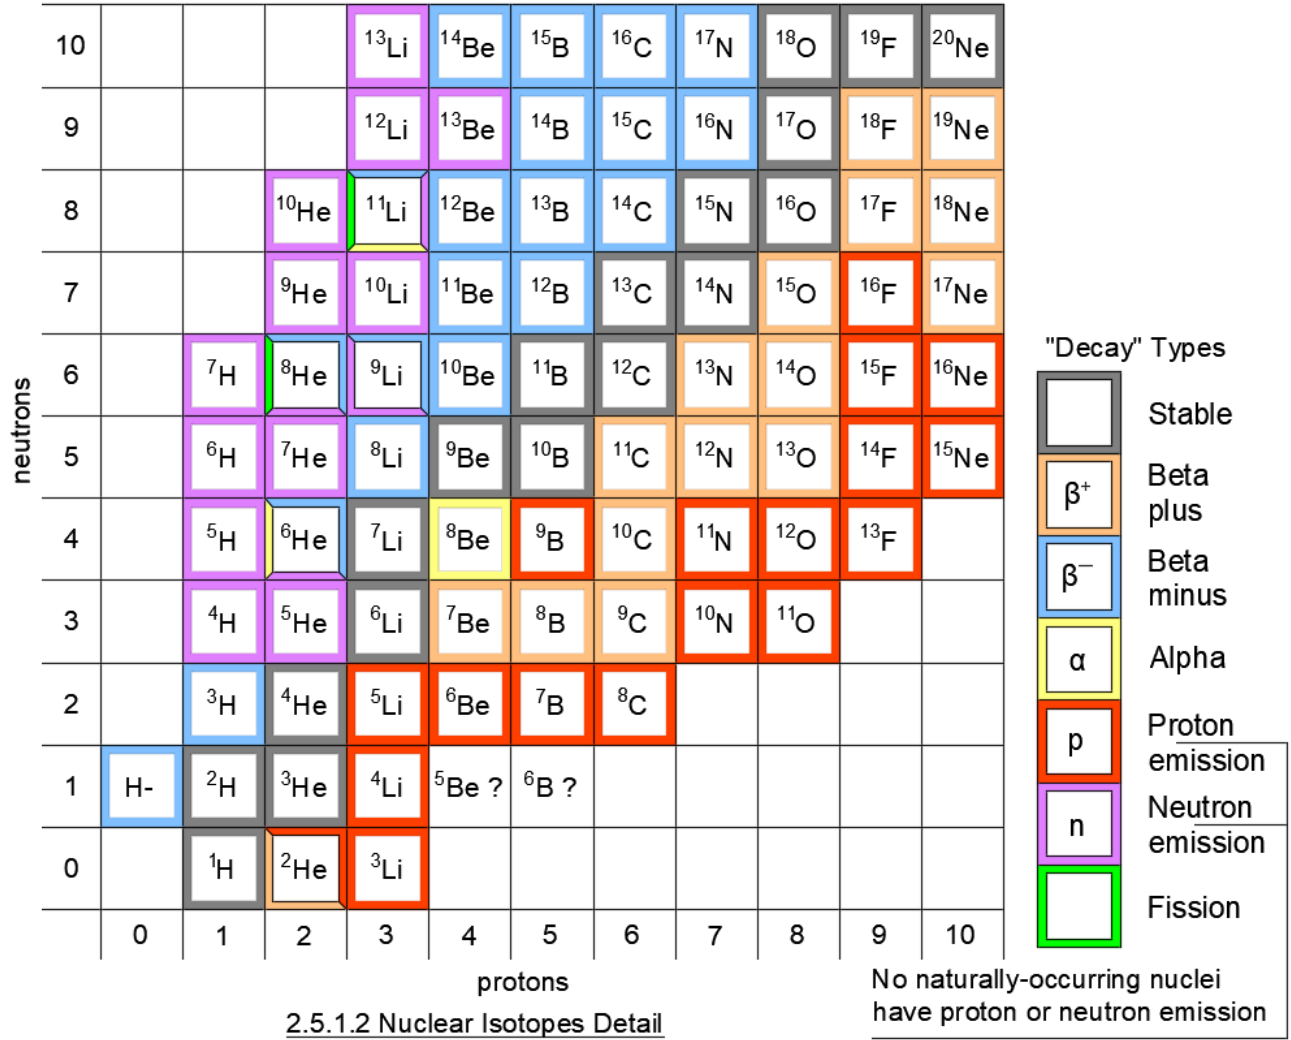 10 ¹³Li ¹⁴Be ¹⁵B ¹⁶C ¹⁷N ¹⁸O ¹⁹F ²⁰Ne
9 ¹²Li ¹³Be ¹⁴B ¹⁵C ¹⁶N ¹⁷O ¹⁸F ¹⁹Ne
8 ¹⁰He ¹¹Li ¹²Be ¹³B ¹⁴C ¹⁵N ¹⁶O ¹⁷F ¹⁸Ne
7 ⁹He ¹⁰Li ¹¹Be ¹²B ¹³C ¹⁴N ¹⁵O ¹⁶F ¹⁷Ne
6 ⁷H ⁸He ⁹Li ¹⁰Be ¹¹B ¹²C ¹³N ¹⁴O ¹⁵F ¹⁶Ne
5 ⁶H ⁷He ⁸Li ⁹Be ¹⁰B ¹¹C ¹²N ¹³O ¹⁴F ¹⁵Ne
4 ⁵H ⁶He ⁷Li ⁸Be ⁹B ¹⁰C ¹¹N ¹²O ¹³F
3 ⁴H ⁵He ⁶Li ⁷Be ⁸B ⁹C ¹⁰N ¹¹O
2 ³H ⁴He ⁵Li ⁶Be ⁷B ⁸C
1 H- ²H ³He ⁴Li ⁵Be ? ⁶B ?
0 ¹H ²He ³Li
0 1 2 3 4 5 6 7 8 9 10
neutrons
protons
2.5.1.2 Nuclear Isotopes Detail
"Decay" Types
Stable
β⁺ Beta
plus
β⁻ Beta
minus
α Alpha
p Proton
emission
n Neutron
emission
Fission
No naturally-occurring nuclei
have proton or neutron emission